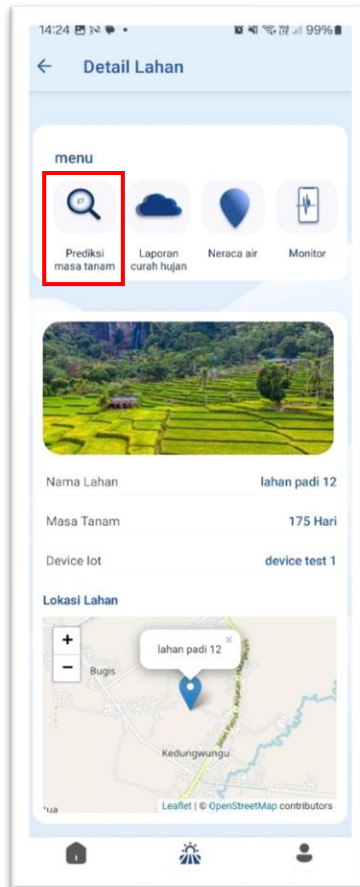 14:24
99%
Detail Lahan
menu
Prediksi
masa tanam
Laporan
curah hujan
Neraca air
Monitor
Nama Lahan
lahan padi 12
Masa Tanam
175 Hari
Device Iot
device test 1
Lokasi Lahan
+
−
lahan padi 12
×
Bugis
Kedungwungu
Leaflet | © OpenStreetMap contributors